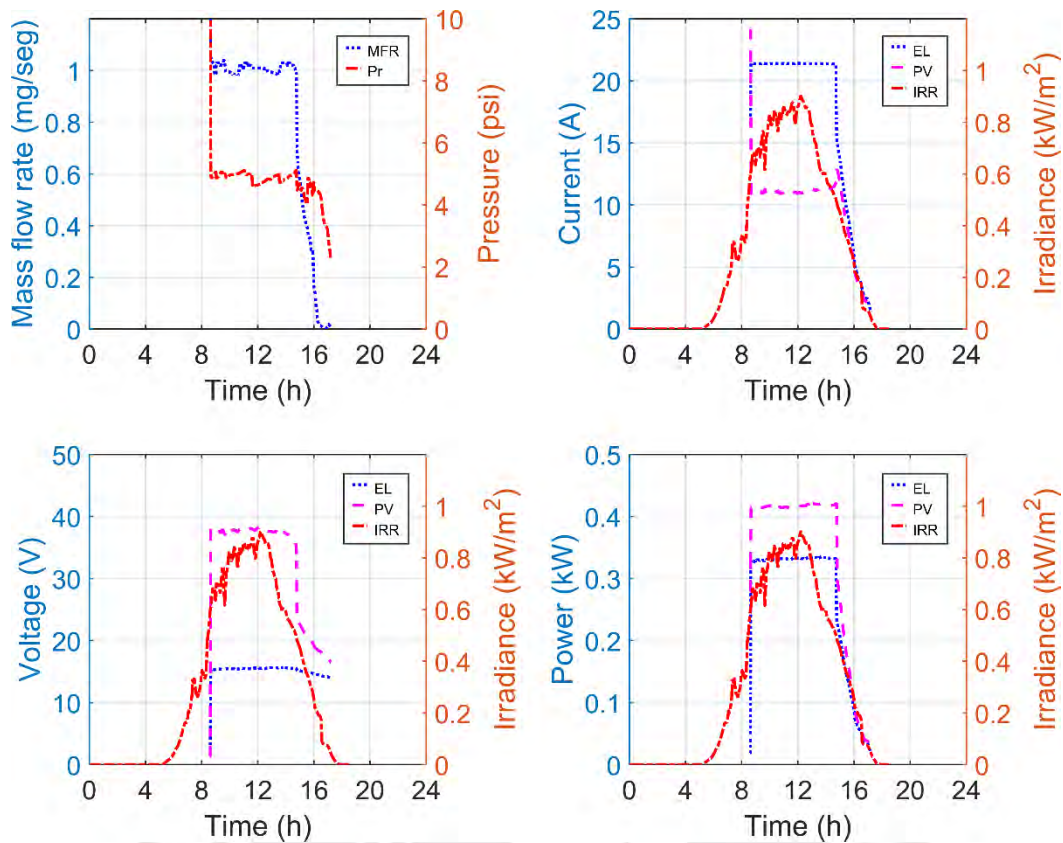 Mass flow rate (mg/seg)
1
0.8
0.6
0.4
0.2
0
MFR
Pr
10
8
6
4
2
0
Pressure (psi)
0 4 8 12 16 20 24
Time (h)
Current (A)
25
20
15
10
5
0
EL
PV
IRR
1
0.8
0.6
0.4
0.2
0
Irradiance (kW/m²)
0 4 8 12 16 20 24
Time (h)
Voltage (V)
50
40
30
20
10
0
EL
PV
IRR
1
0.8
0.6
0.4
0.2
0
Irradiance (kW/m²)
0 4 8 12 16 20 24
Time (h)
Power (kW)
0.5
0.4
0.3
0.2
0.1
0
EL
PV
IRR
1
0.8
0.6
0.4
0.2
0
Irradiance (kW/m²)
0 4 8 12 16 20 24
Time (h)